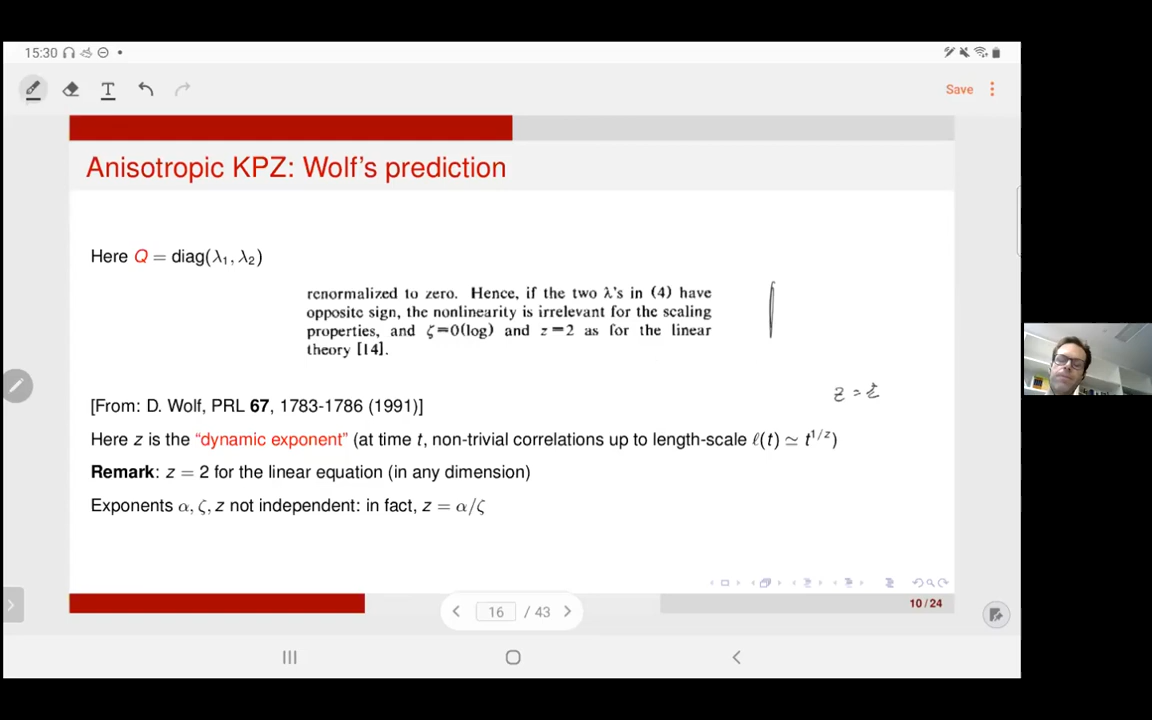 15:30
T
Save
Anisotropic KPZ: Wolf's prediction
Here Q = diag(λ₁, λ₂)
renormalized to zero. Hence, if the two λ's in (4) have
opposite sign, the nonlinearity is irrelevant for the scaling
properties, and ζ=0(log) and z=2 as for the linear
theory [14].
[From: D. Wolf, PRL 67, 1783-1786 (1991)]
Here z is the “dynamic exponent” (at time t, non-trivial correlations up to length-scale ℓ(t) ≃ t^{1/z})
Remark: z = 2 for the linear equation (in any dimension)
Exponents α, ζ, z not independent: in fact, z = α/ζ
10/24
16 / 43